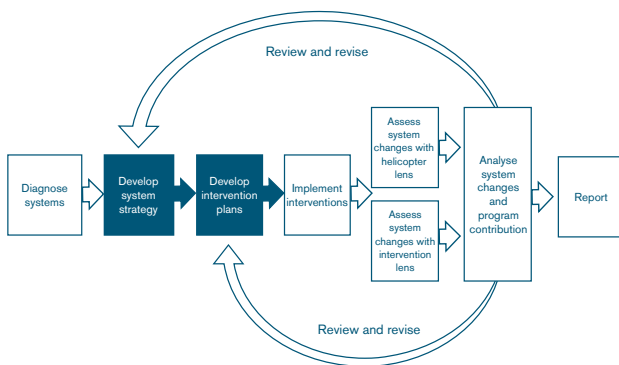 Review and revise
Diagnose
systems
Develop
system
strategy
Develop
intervention
plans
Implement
interventions
Assess
system
changes with
helicopter
lens
Assess
system
changes with
intervention
lens
Analyse
system
changes
and
program
contribution
Report
Review and revise